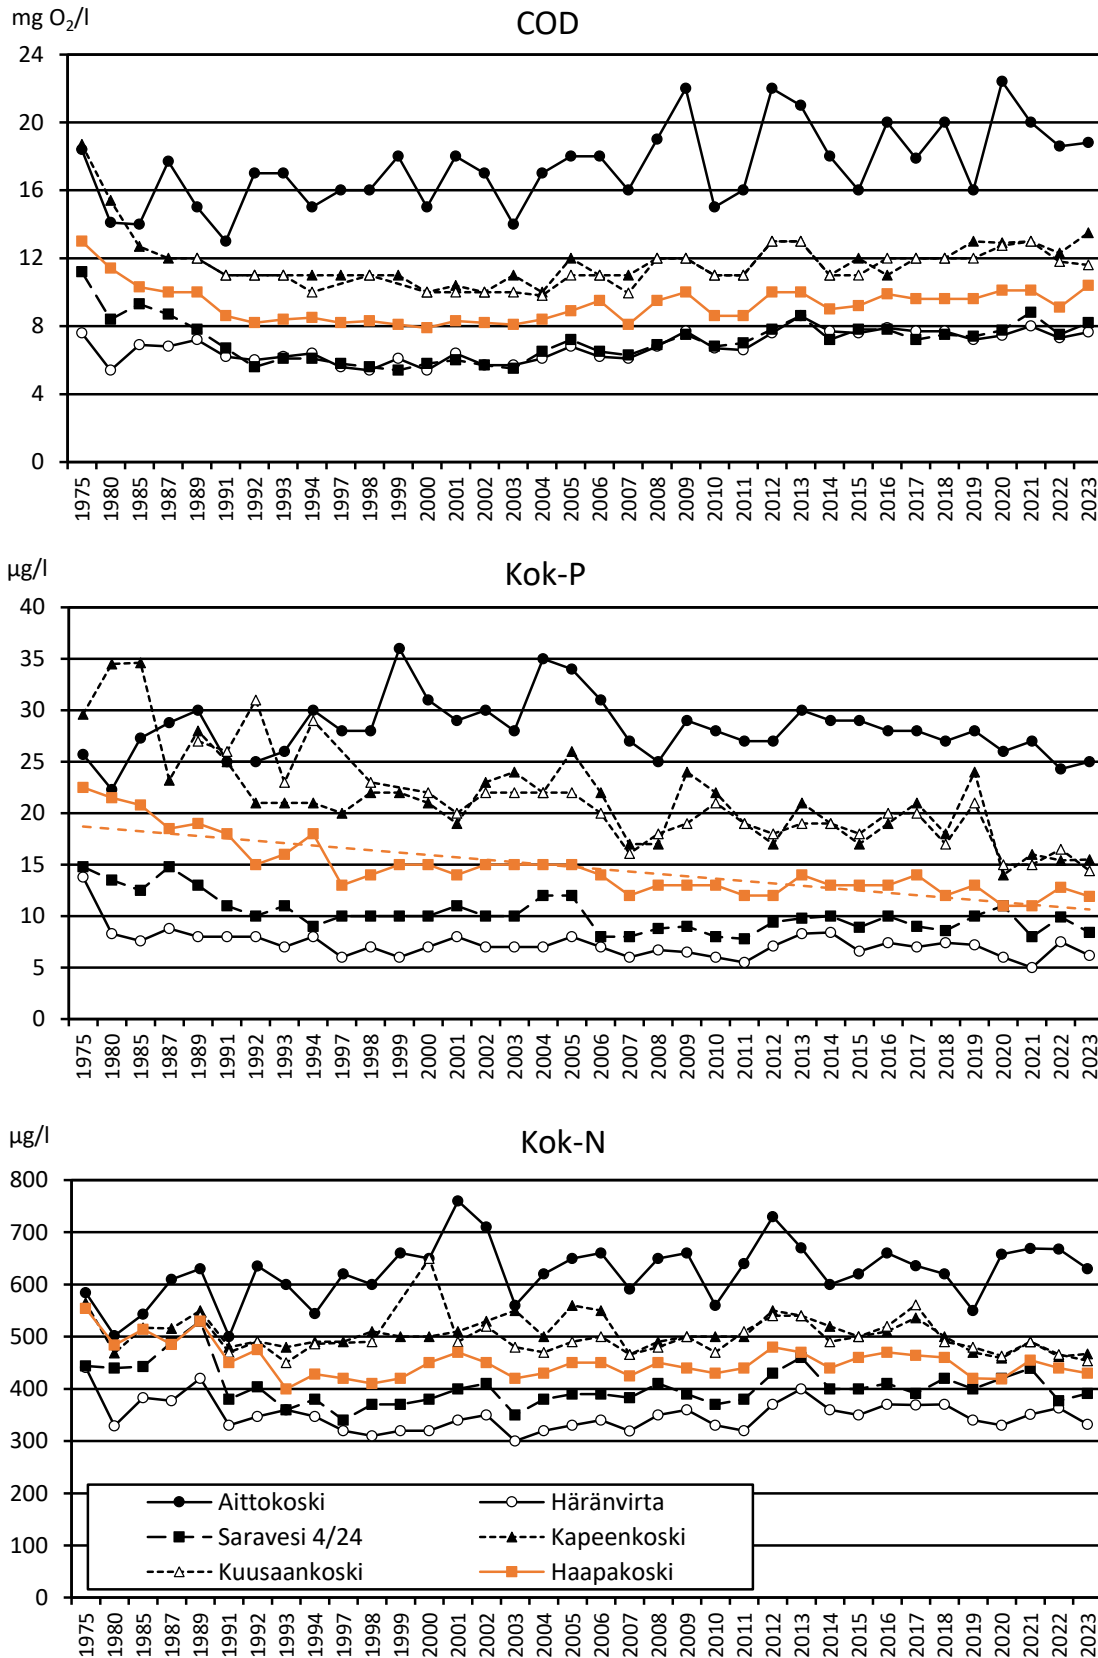 mg O₂/l
COD
24
20
16
12
8
4
0
1975 1980 1985 1987 1989 1991 1992 1993 1994 1997 1998 1999 2000 2001 2002 2003 2004 2005 2006 2007 2008 2009 2010 2011 2012 2013 2014 2015 2016 2017 2018 2019 2020 2021 2022 2023
µg/l
Kok-P
40
35
30
25
20
15
10
5
0
1975 1980 1985 1987 1989 1991 1992 1993 1994 1997 1998 1999 2000 2001 2002 2003 2004 2005 2006 2007 2008 2009 2010 2011 2012 2013 2014 2015 2016 2017 2018 2019 2020 2021 2022 2023
µg/l
Kok-N
800
700
600
500
400
300
200
100
0
Aittokoski Häränvirta
Saravesi 4/24 Kapeenkoski
Kuusaankoski Haapakoski
1975 1980 1985 1987 1989 1991 1992 1993 1994 1997 1998 1999 2000 2001 2002 2003 2004 2005 2006 2007 2008 2009 2010 2011 2012 2013 2014 2015 2016 2017 2018 2019 2020 2021 2022 2023